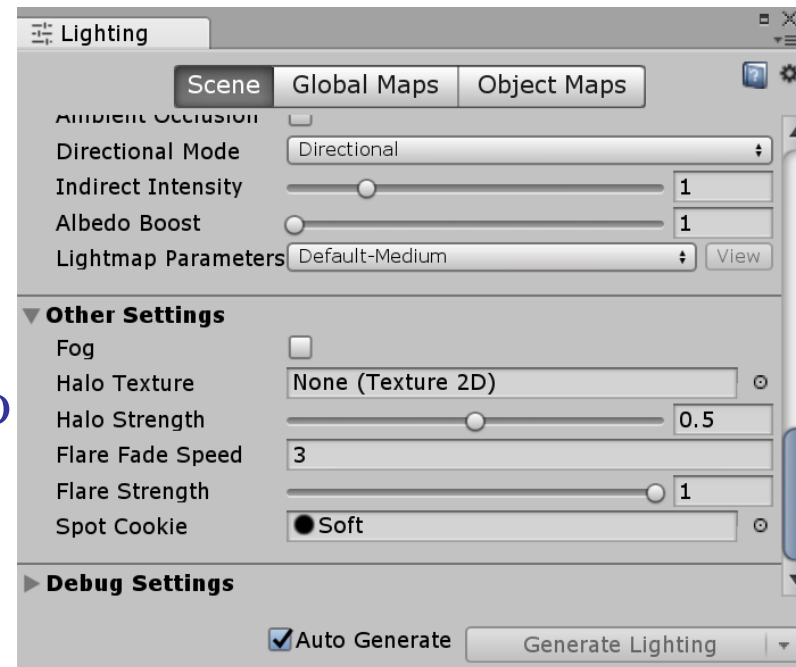 Lighting
Scene Global Maps Object Maps
Ambient Occlusion
Directional Mode Directional
Indirect Intensity 1
Albedo Boost 1
Lightmap Parameters Default-Medium View
Other Settings
Fog
Halo Texture None (Texture 2D)
Halo Strength 0.5
Flare Fade Speed 3
Flare Strength 1
Spot Cookie Soft
Debug Settings
Auto Generate Generate Lighting